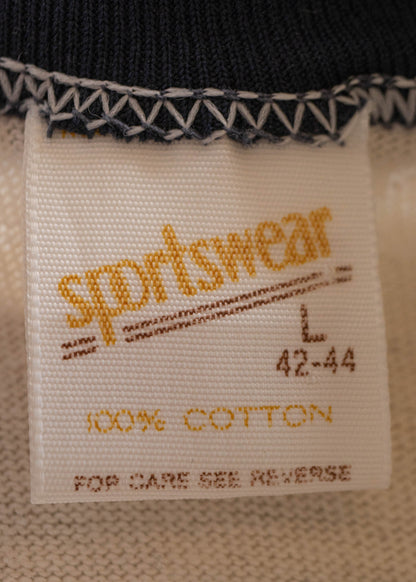 sportswear
L
42-44
100% COTTON
FOR CARE SEE REVERSE